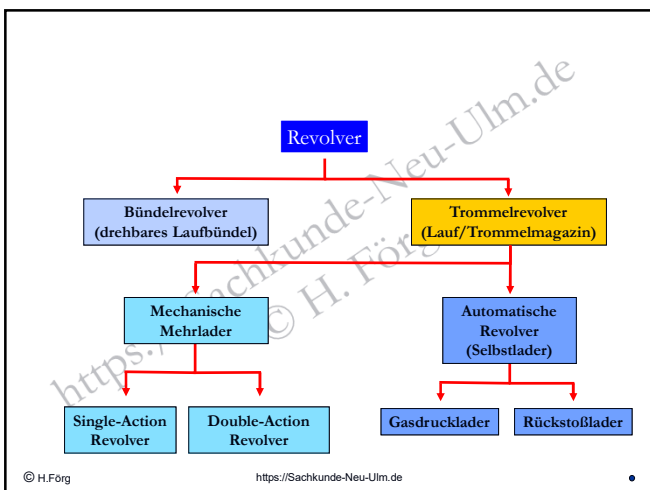 Revolver
Bündelrevolver
(drehbares Laufbündel)
Trommelrevolver
(Lauf/Trommelmagazin)
Mechanische
Mehrlader
Automatische
Revolver
(Selbstlader)
Single-Action
Revolver
Double-Action
Revolver
Gasdrucklader
Rückstoßlader
https://Sachkunde-Neu-Ulm.de
© H. Förg
© H.Förg
https://Sachkunde-Neu-Ulm.de